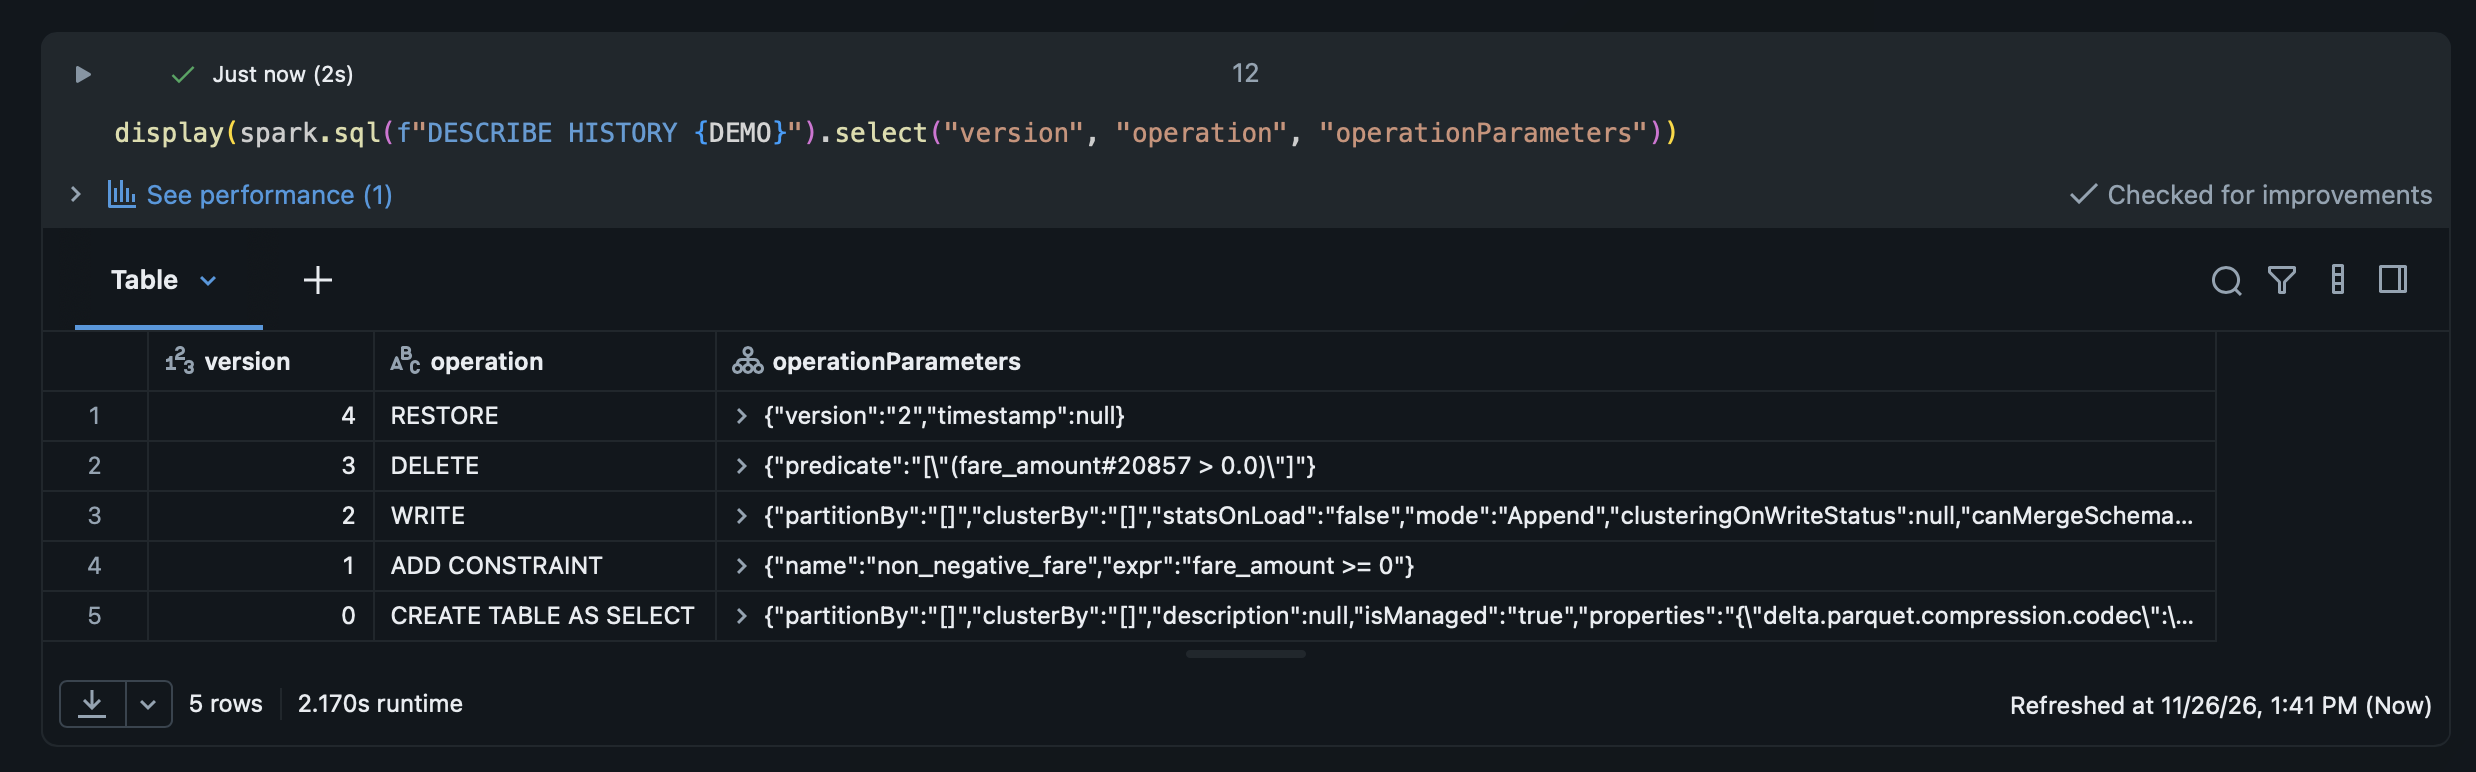 Just now (2s)
12
display(spark.sql(f"DESCRIBE HISTORY {DEMO}").select("version", "operation", "operationParameters"))
See performance (1)
Checked for improvements
Table
version operation operationParameters
1 4 RESTORE {"version":"2","timestamp":null}
2 3 DELETE {"predicate":"[\"(fare_amount#20857 > 0.0)\"]"}
3 2 WRITE {"partitionBy":"[]","clusterBy":"[]","statsOnLoad":"false","mode":"Append","clusteringOnWriteStatus":null,"canMergeSchema...
4 1 ADD CONSTRAINT {"name":"non_negative_fare","expr":"fare_amount >= 0"}
5 0 CREATE TABLE AS SELECT {"partitionBy":"[]","clusterBy":"[]","description":null,"isManaged":"true","properties":"{\"delta.parquet.compression.codec\":\...
5 rows 2.170s runtime
Refreshed at 11/26/26, 1:41 PM (Now)